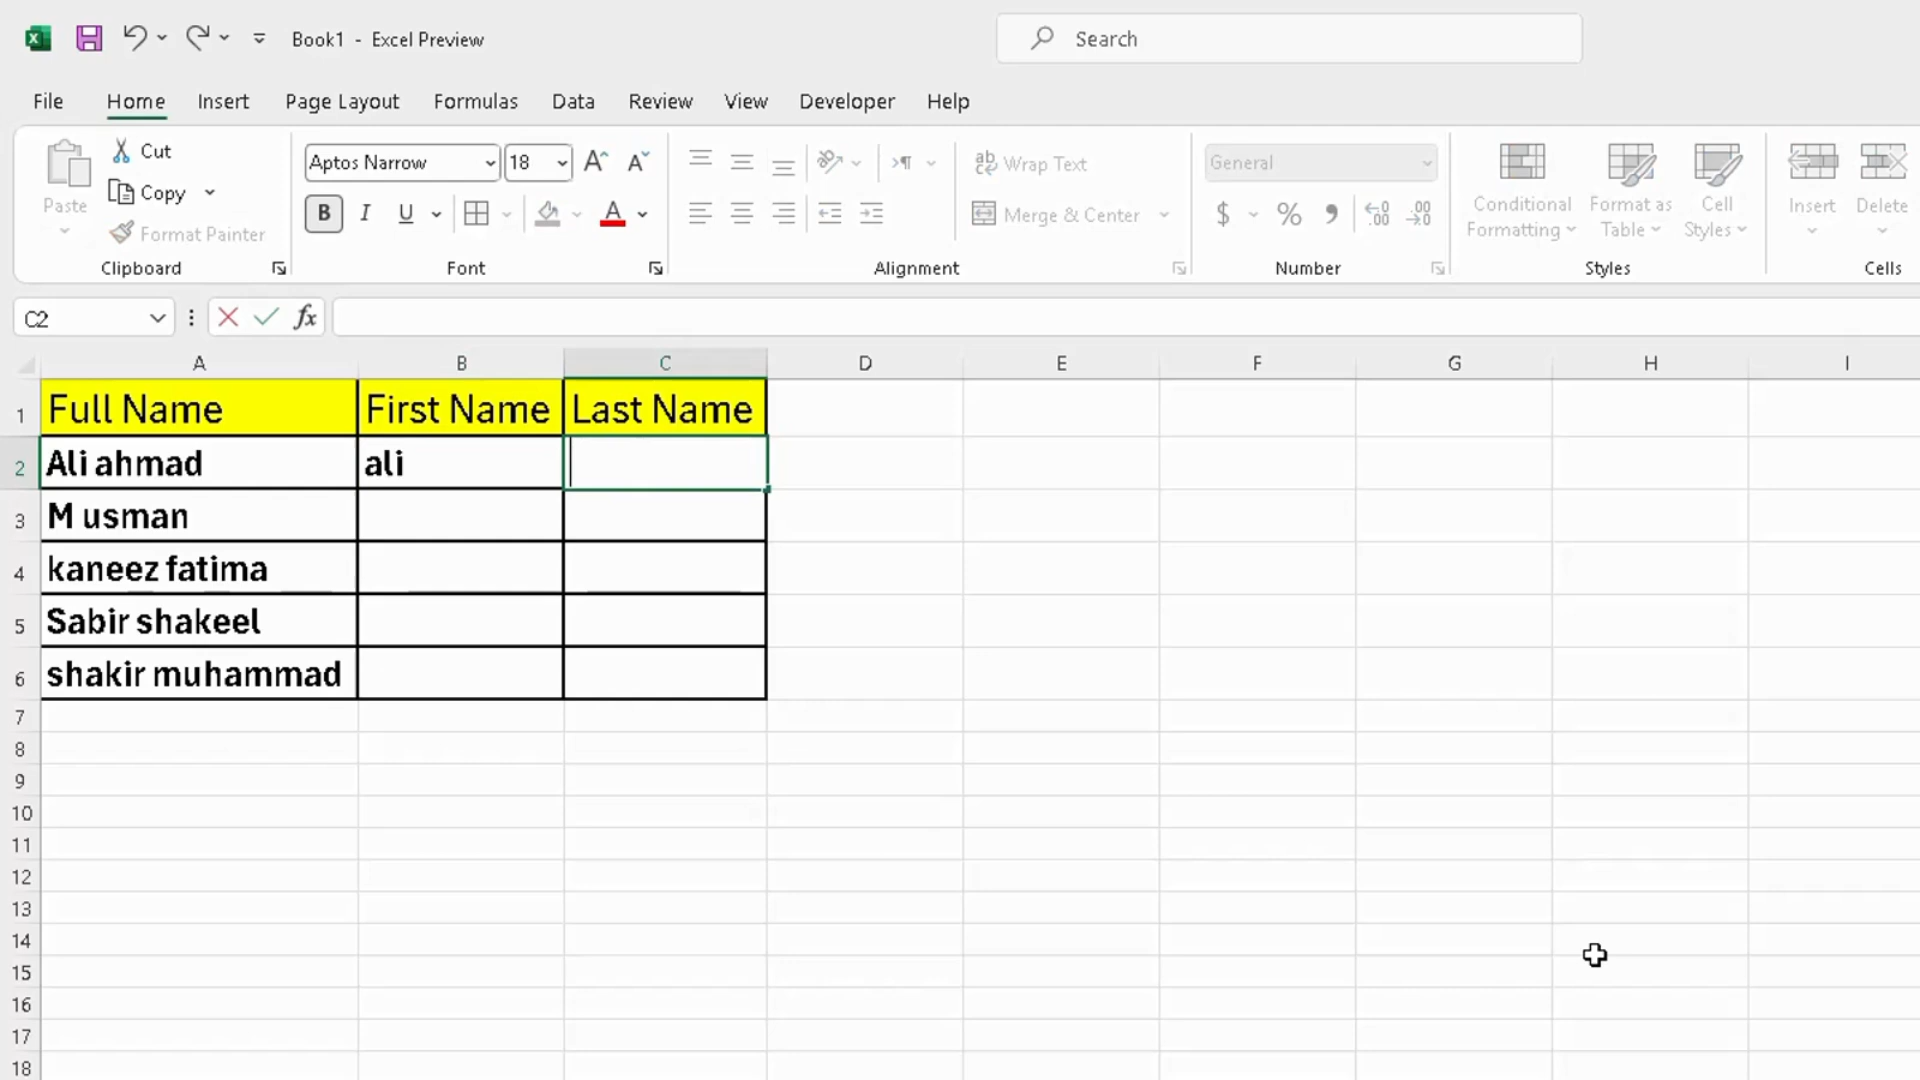 Book1 - Excel Preview
Search
File Home Insert Page Layout Formulas Data Review View Developer Help
Paste
Cut
Copy
Format Painter
Clipboard
Aptos Narrow 18
B I U
Font
Wrap Text
Merge & Center
Alignment
General
$ % 9 .00 .00
Number
Conditional Formatting
Format as Table
Cell Styles
Styles
Insert
Delete
Cells
C2
fx
A B C D E F G H I
1 Full Name First Name Last Name
2 Ali ahmad ali
3 M usman
4 kaneez fatima
5 Sabir shakeel
6 shakir muhammad
7
8
9
10
11
12
13
14
15
16
17
18